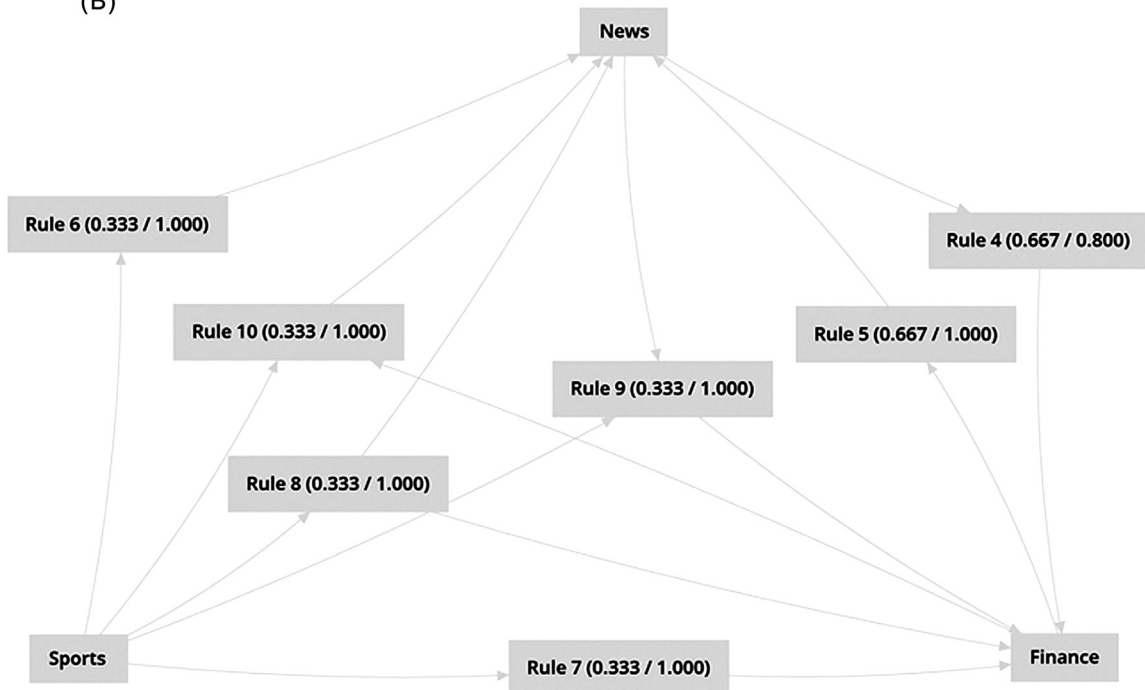 (B)
News
Rule 6 (0.333 / 1.000)
Rule 4 (0.667 / 0.800)
Rule 10 (0.333 / 1.000)
Rule 5 (0.667 / 1.000)
Rule 9 (0.333 / 1.000)
Rule 8 (0.333 / 1.000)
Sports
Rule 7 (0.333 / 1.000)
Finance